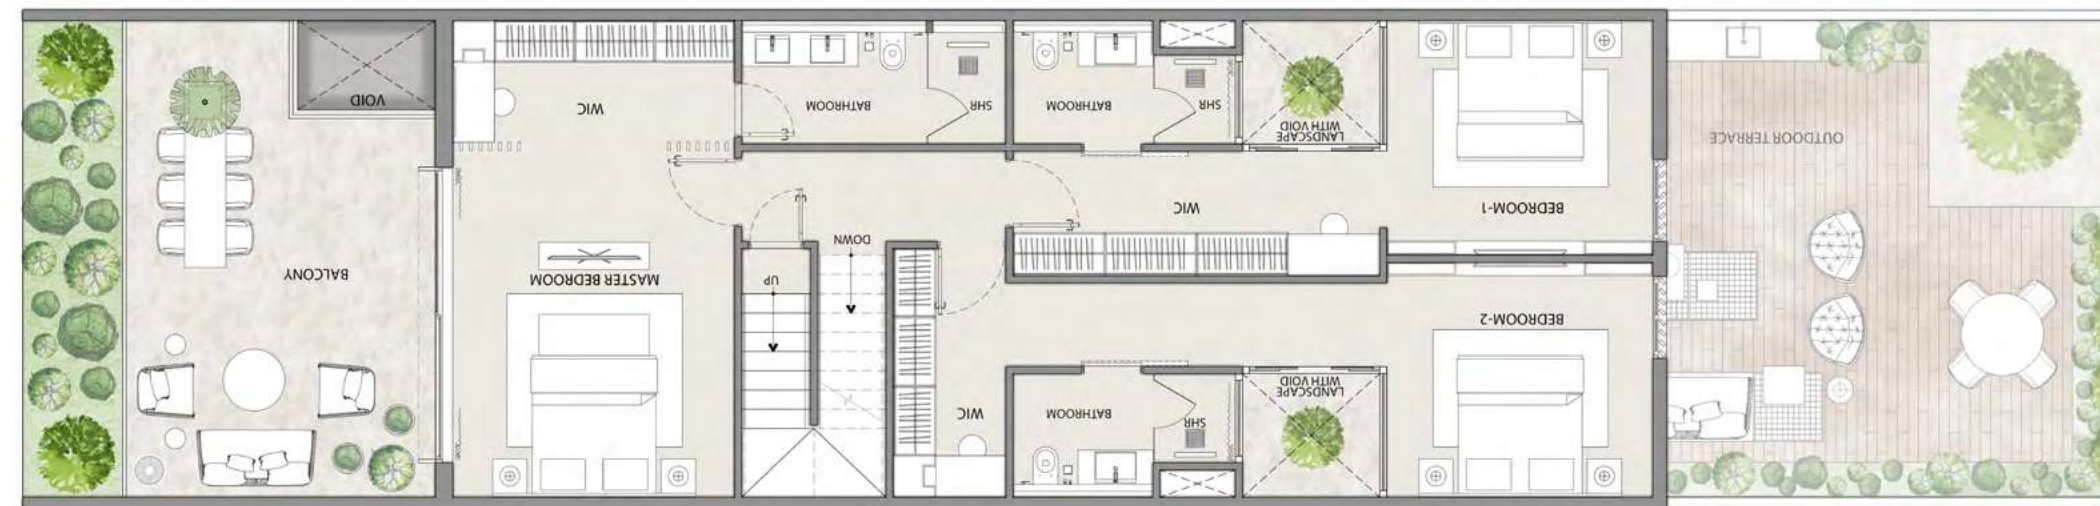 SHR
BATHROOM
WIC
LANDSCAPE
WITH VOID
BEDROOM-2
UP
MASTER BEDROOM
BALCONY
DOWN
BEDROOM-1
WIC
OUTDOOR TERRACE
LANDSCAPE
WITH VOID
SHR
BATHROOM
SHR
BATHROOM
WIC
VOID